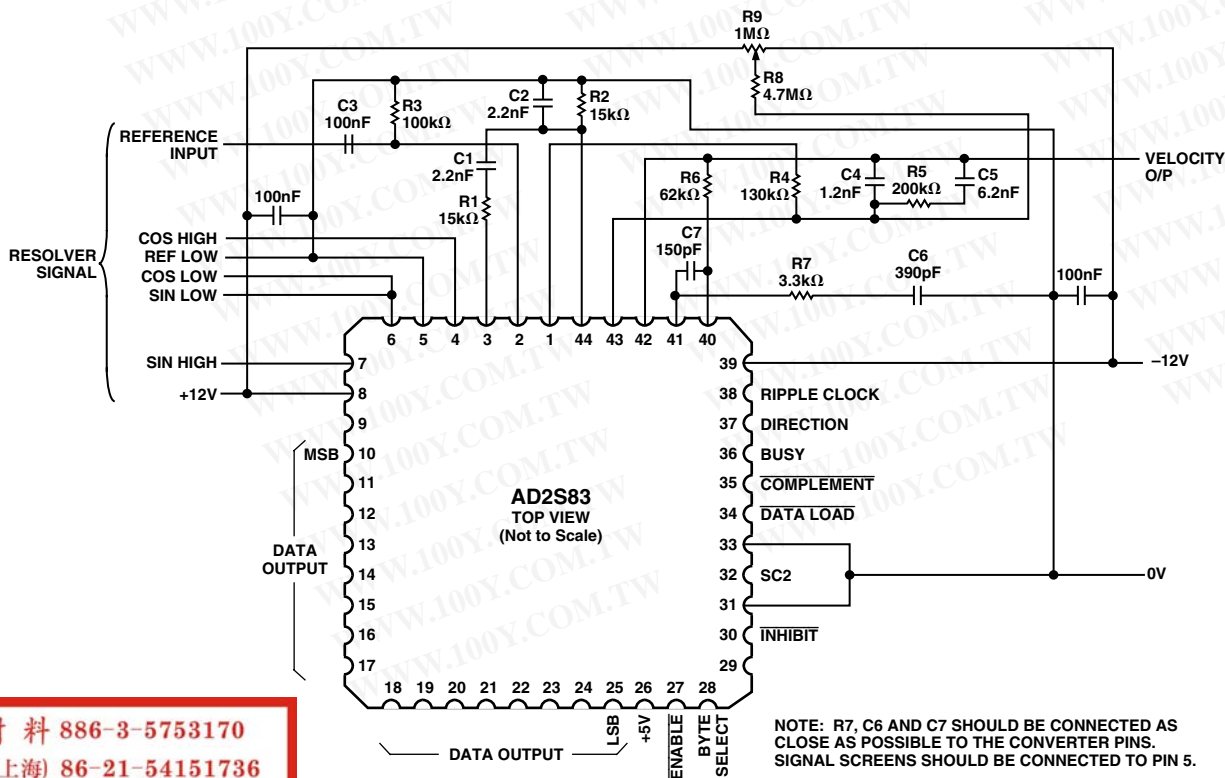 R9
1MΩ
R8
4.7MΩ
C3
100nF
R3
100kΩ
C2
2.2nF
R2
15kΩ
REFERENCE
INPUT
C1
2.2nF
R1
15kΩ
R6
62kΩ
R4
130kΩ
C4
1.2nF
R5
200kΩ
C5
6.2nF
VELOCITY
O/P
100nF
RESOLVER
SIGNAL
COS HIGH
REF LOW
COS LOW
SIN LOW
C7
150pF
R7
3.3kΩ
C6
390pF
100nF
6 5 4 3 2 1 44 43 42 41 40
SIN HIGH
+12V
7
8
9
MSB 10
11
12
13
14
15
16
17
DATA
OUTPUT
AD2S83
TOP VIEW
(Not to Scale)
39
−12V
38 RIPPLE CLOCK
37 DIRECTION
36 BUSY
35 COMPLEMENT
34 DATA LOAD
33
32 SC2
31
30 INHIBIT
29
0V
18 19 20 21 22 23 24 25 26 27 28
LSB
+5V
ENABLE
BYTE
SELECT
DATA OUTPUT
NOTE: R7, C6 AND C7 SHOULD BE CONNECTED AS
CLOSE AS POSSIBLE TO THE CONVERTER PINS.
SIGNAL SCREENS SHOULD BE CONNECTED TO PIN 5.
材 料 886-3-5753170
上海) 86-21-54151736
WWW.100Y.COM.TW